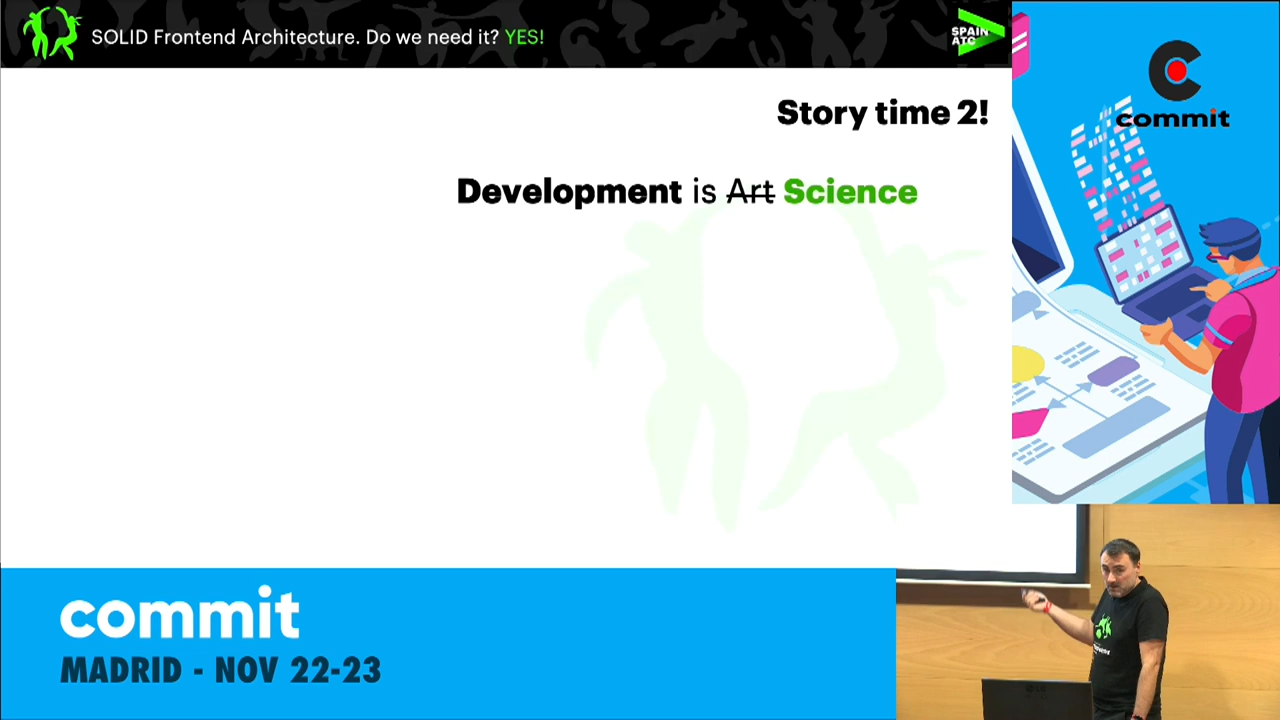 SOLID Frontend Architecture. Do we need it? YES!
SPAIN
ATC
commit
Story time 2!
Development is Art Science
commit
MADRID - NOV 22-23